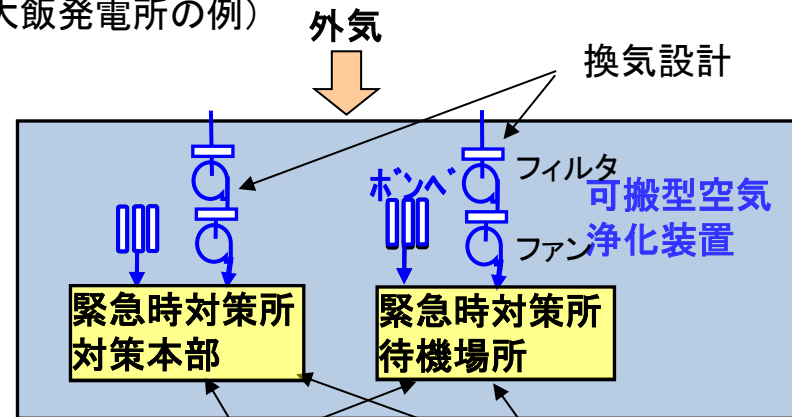 大飯発電所の例）
外気
換気設計
ボンベ
フィルタ
可搬型空気
浄化装置
ファン
緊急時対策所
対策本部
緊急時対策所
待機場所